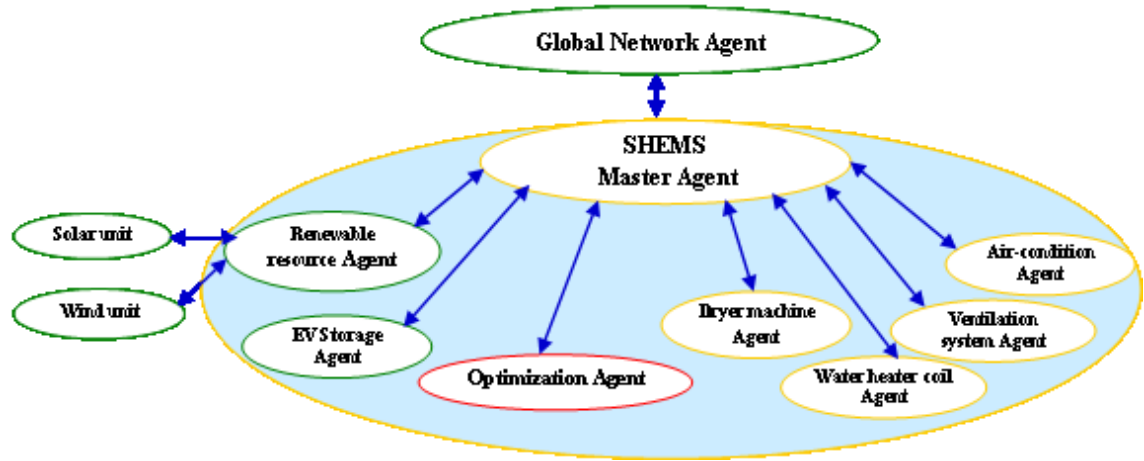 Global Network Agent
SHEMS
Master Agent
Solar unit
Renewable
resource Agent
Wind unit
EV Storage
Agent
Optimization Agent
Dryer machine
Agent
Air-condition
Agent
Ventilation
system Agent
Water heater coil
Agent